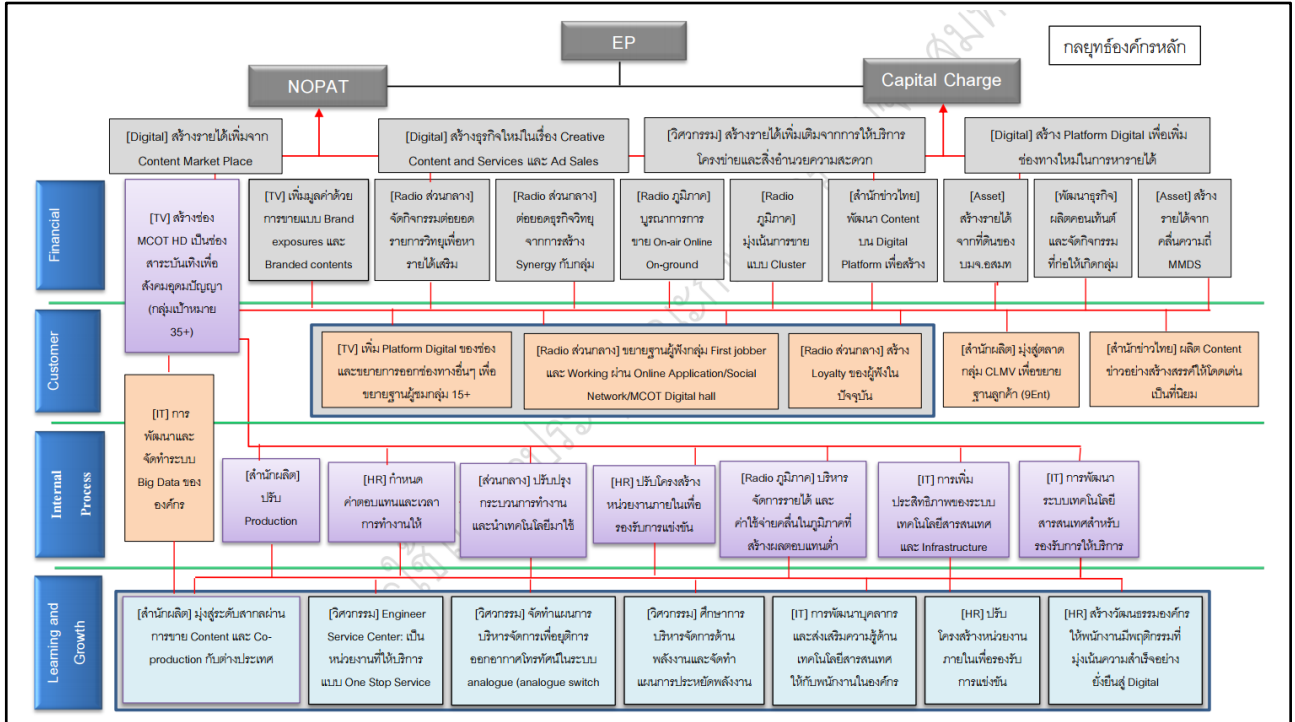 EP
กลยุทธ์องค์กรหลัก
NOPAT
Capital Charge
[Digital] สร้างรายได้เพิ่มจาก
Content Market Place
[Digital] สร้างธุรกิจใหม่ในเรื่อง Creative
Content and Services และ Ad Sales
[วิศวกรรม] สร้างรายได้เพิ่มเติมจากการให้บริการ
โครงข่ายและสิ่งอำนวยความสะดวก
[Digital] สร้าง Platform Digital เพื่อเพิ่ม
ช่องทางใหม่ในการหารายได้
Financial
[TV] สร้างช่อง
MCOT HD เป็นช่อง
สาระบันเทิงเพื่อ
สังคมอุดมปัญญา
(กลุ่มเป้าหมาย
35+)
[TV] เพิ่มมูลค่าด้วย
การขายแบบ Brand
exposures และ
Branded contents
[Radio ส่วนกลาง]
จัดกิจกรรมต่อยอด
รายการวิทยุเพื่อหา
รายได้เสริม
[Radio ส่วนกลาง]
ต่อยอดธุรกิจวิทยุ
จากการสร้าง
Synergy กับกลุ่ม
[Radio ภูมิภาค]
บูรณาการการ
ขาย On-air Online
On-ground
[Radio
ภูมิภาค]
มุ่งเน้นการขาย
แบบ Cluster
[สำนักข่าวไทย]
พัฒนา Content
บน Digital
Platform เพื่อสร้าง
[Asset]
สร้างรายได้
จากที่ดินของ
บมจ.อสมท
[พัฒนาธุรกิจ]
ผลิตคอนเท้นต์
และจัดกิจกรรม
ที่ก่อให้เกิดกลุ่ม
[Asset] สร้าง
รายได้จาก
คลื่นความถี่
MMDS
Customer
[TV] เพิ่ม Platform Digital ของช่อง
และขยายการออกช่องทางอื่นๆ เพื่อ
ขยายฐานผู้ชมกลุ่ม 15+
[Radio ส่วนกลาง] ขยายฐานผู้ฟังกลุ่ม First jobber
และ Working ผ่าน Online Application/Social
Network/MCOT Digital hall
[Radio ส่วนกลาง] สร้าง
Loyalty ของผู้ฟังใน
ปัจจุบัน
[สำนักผลิต] มุ่งสู่ตลาด
กลุ่ม CLMV เพื่อขยาย
ฐานลูกค้า (9Ent)
[สำนักข่าวไทย] ผลิต Content
ข่าวอย่างสร้างสรรค์ให้โดดเด่น
เป็นที่นิยม
[IT] การ
พัฒนาและ
จัดทำระบบ
Big Data ของ
องค์กร
Internal
Process
[สำนักผลิต]
ปรับ
Production
[HR] กำหนด
ค่าตอบแทนและเวลา
การทำงานให้
[ส่วนกลาง] ปรับปรุง
กระบวนการทำงาน
และนำเทคโนโลยีมาใช้
[HR] ปรับโครงสร้าง
หน่วยงานภายในเพื่อ
รองรับการแข่งขัน
[Radio ภูมิภาค] บริหาร
จัดการรายได้ และ
ค่าใช้จ่ายคลื่นในภูมิภาคที่
สร้างผลตอบแทนต่ำ
[IT] การเพิ่ม
ประสิทธิภาพของระบบ
เทคโนโลยีสารสนเทศ
และ Infrastructure
[IT] การพัฒนา
ระบบเทคโนโลยี
สารสนเทศสำหรับ
รองรับการให้บริการ
Learning and
Growth
[สำนักผลิต] มุ่งสู่ระดับสากลผ่าน
การขาย Content และ Co-
production กับต่างประเทศ
[วิศวกรรม] Engineer
Service Center: เป็น
หน่วยงานที่ให้บริการ
แบบ One Stop Service
[วิศวกรรม] จัดทำแผนการ
บริหารจัดการเพื่อยุติการ
ออกอากาศโทรทัศน์ในระบบ
analogue (analogue switch
[วิศวกรรม] ศึกษาการ
บริหารจัดการด้าน
พลังงานและจัดทำ
แผนการประหยัดพลังงาน
[IT] การพัฒนาบุคลากร
และส่งเสริมความรู้ด้าน
เทคโนโลยีสารสนเทศ
ให้กับพนักงานในองค์กร
[HR] ปรับ
โครงสร้างหน่วยงาน
ภายในเพื่อรองรับ
การแข่งขัน
[HR] สร้างวัฒนธรรมองค์กร
ให้พนักงานมีพฤติกรรมที่
มุ่งเน้นความสำเร็จอย่าง
ยั่งยืนสู่ Digital